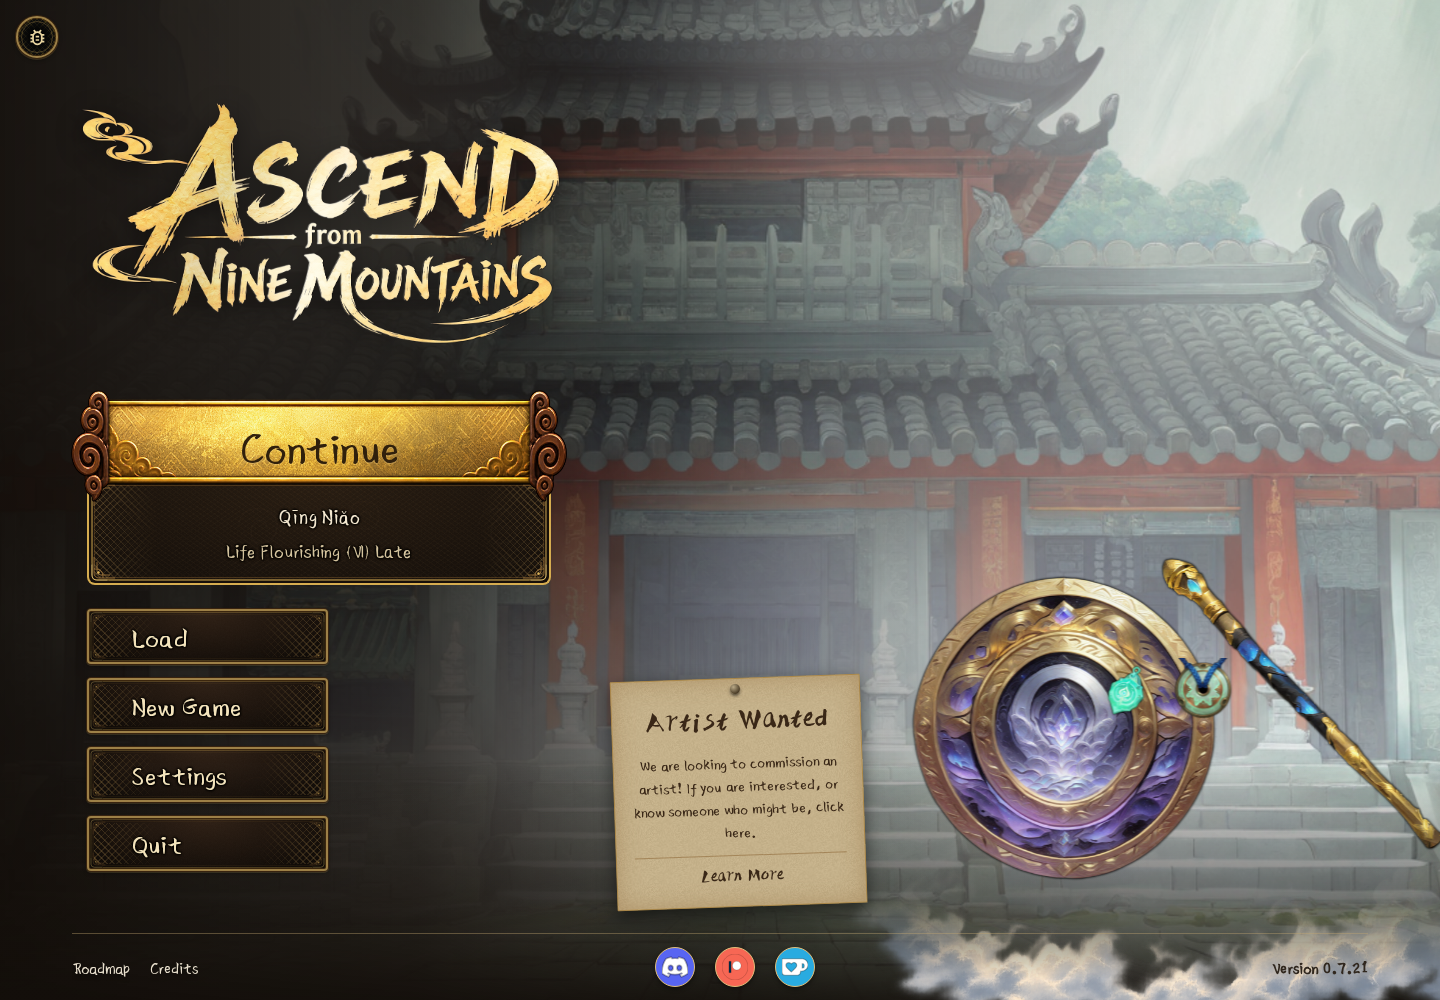 ASCEND
from
NINE MOUNTAINS
Continue
Qīng Niǎo
Life Flourishing (VI) Late
Load
New Game
Settings
Quit
Artist Wanted
We are looking to commission an
artist! If you are interested, or
know someone who might be, click
here.
Learn More
Roadmap
Credits
Version 0.7.21